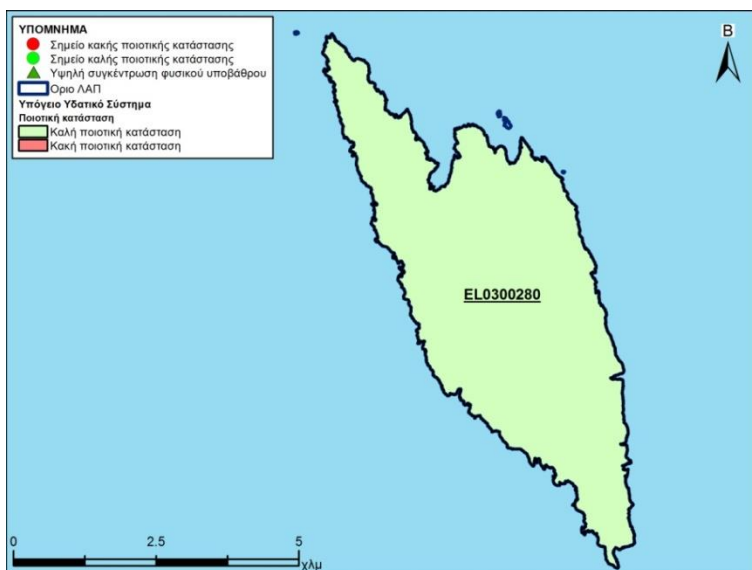 ΥΠΟΜΝΗΜΑ
Σημείο κακής ποιοτικής κατάστασης
Σημείο καλής ποιοτικής κατάστασης
Υψηλή συγκέντρωση φυσικού υποβάθρου
Οριο ΛΑΠ
Υπόγειο Υδατικό Σύστημα
Ποιοτική κατάσταση
Καλή ποιοτική κατάσταση
Κακή ποιοτική κατάσταση
Β
EL0300280
0 2.5 5
χλμ